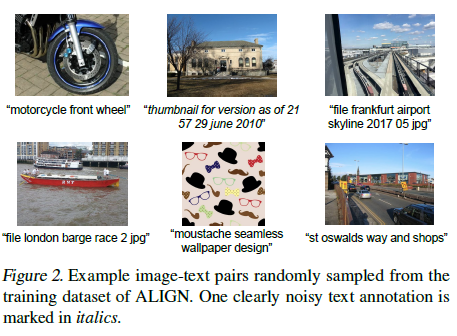 "motorcycle front wheel"
"thumbnail for version as of 21
57 29 june 2010"
"file frankfurt airport
skyline 2017 05 jpg"
"file london barge race 2 jpg"
"moustache seamless
wallpaper design"
"st oswalds way and shops"
Figure 2. Example image-text pairs randomly sampled from the
training dataset of ALIGN. One clearly noisy text annotation is
marked in italics.